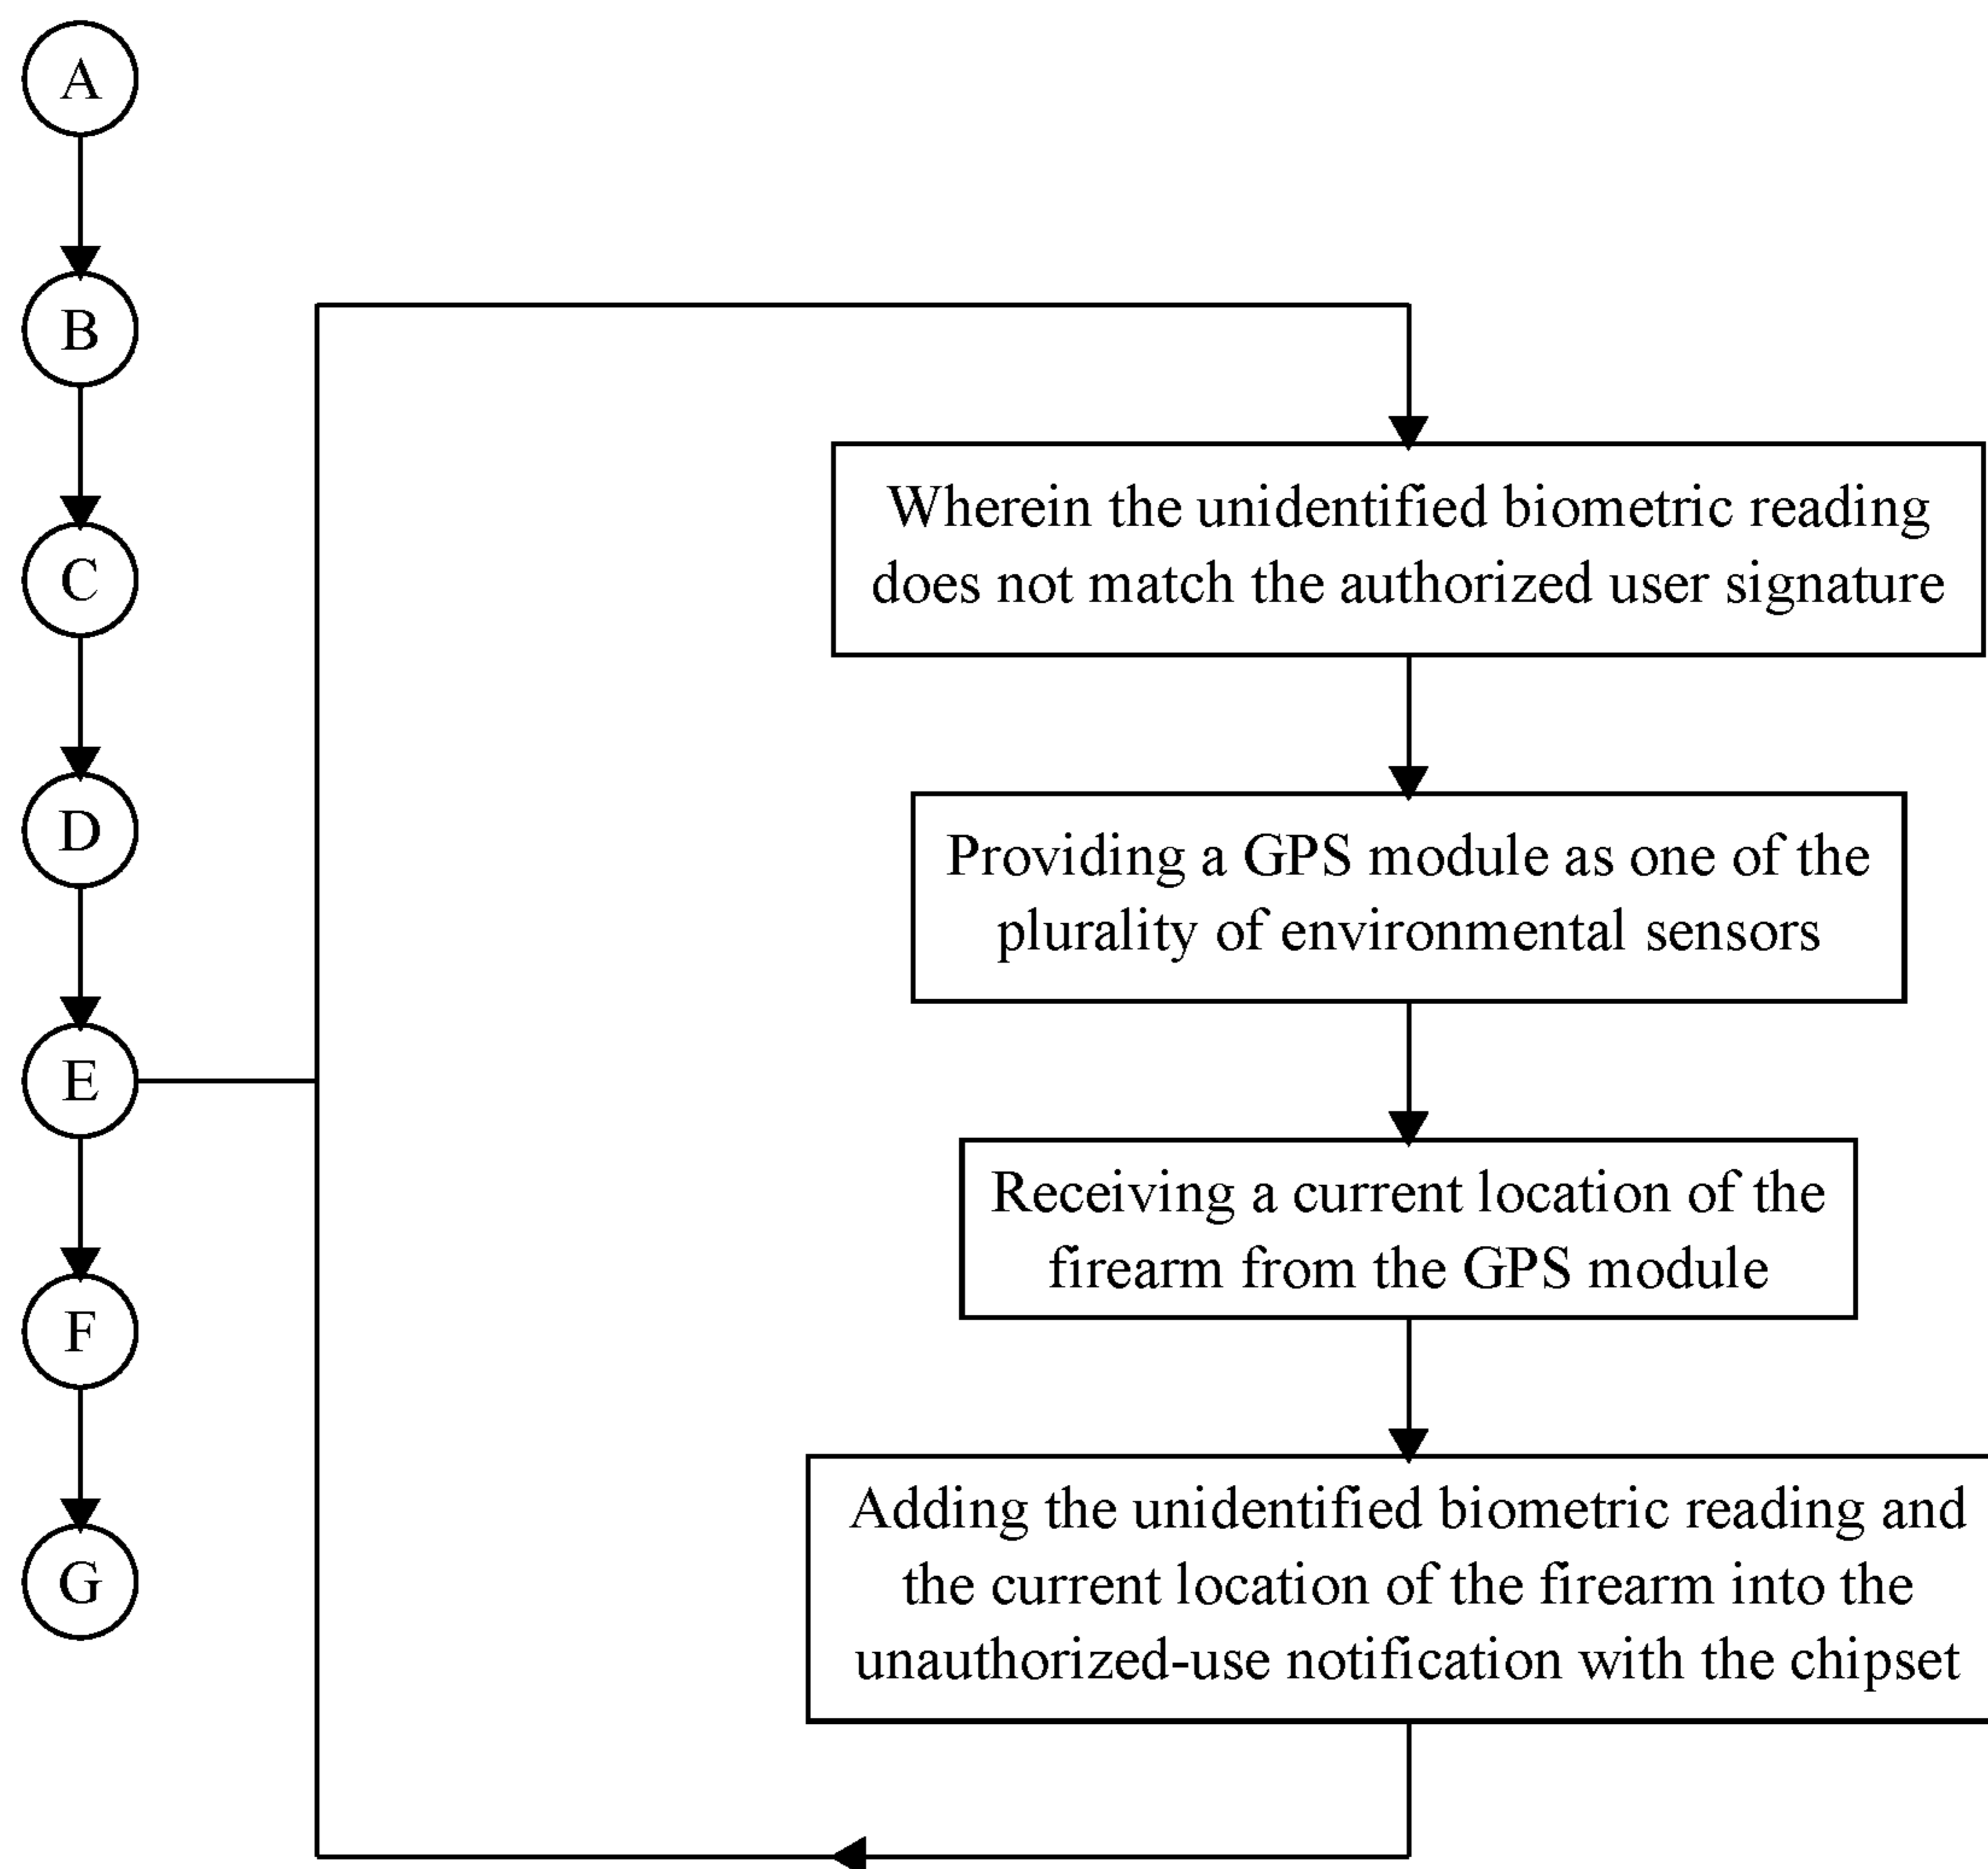 A
B
C
D
E
F
G
Wherein the unidentified biometric reading
does not match the authorized user signature
Providing a GPS module as one of the
plurality of environmental sensors
Receiving a current location of the
firearm from the GPS module
Adding the unidentified biometric reading and
the current location of the firearm into the
unauthorized-use notification with the chipset